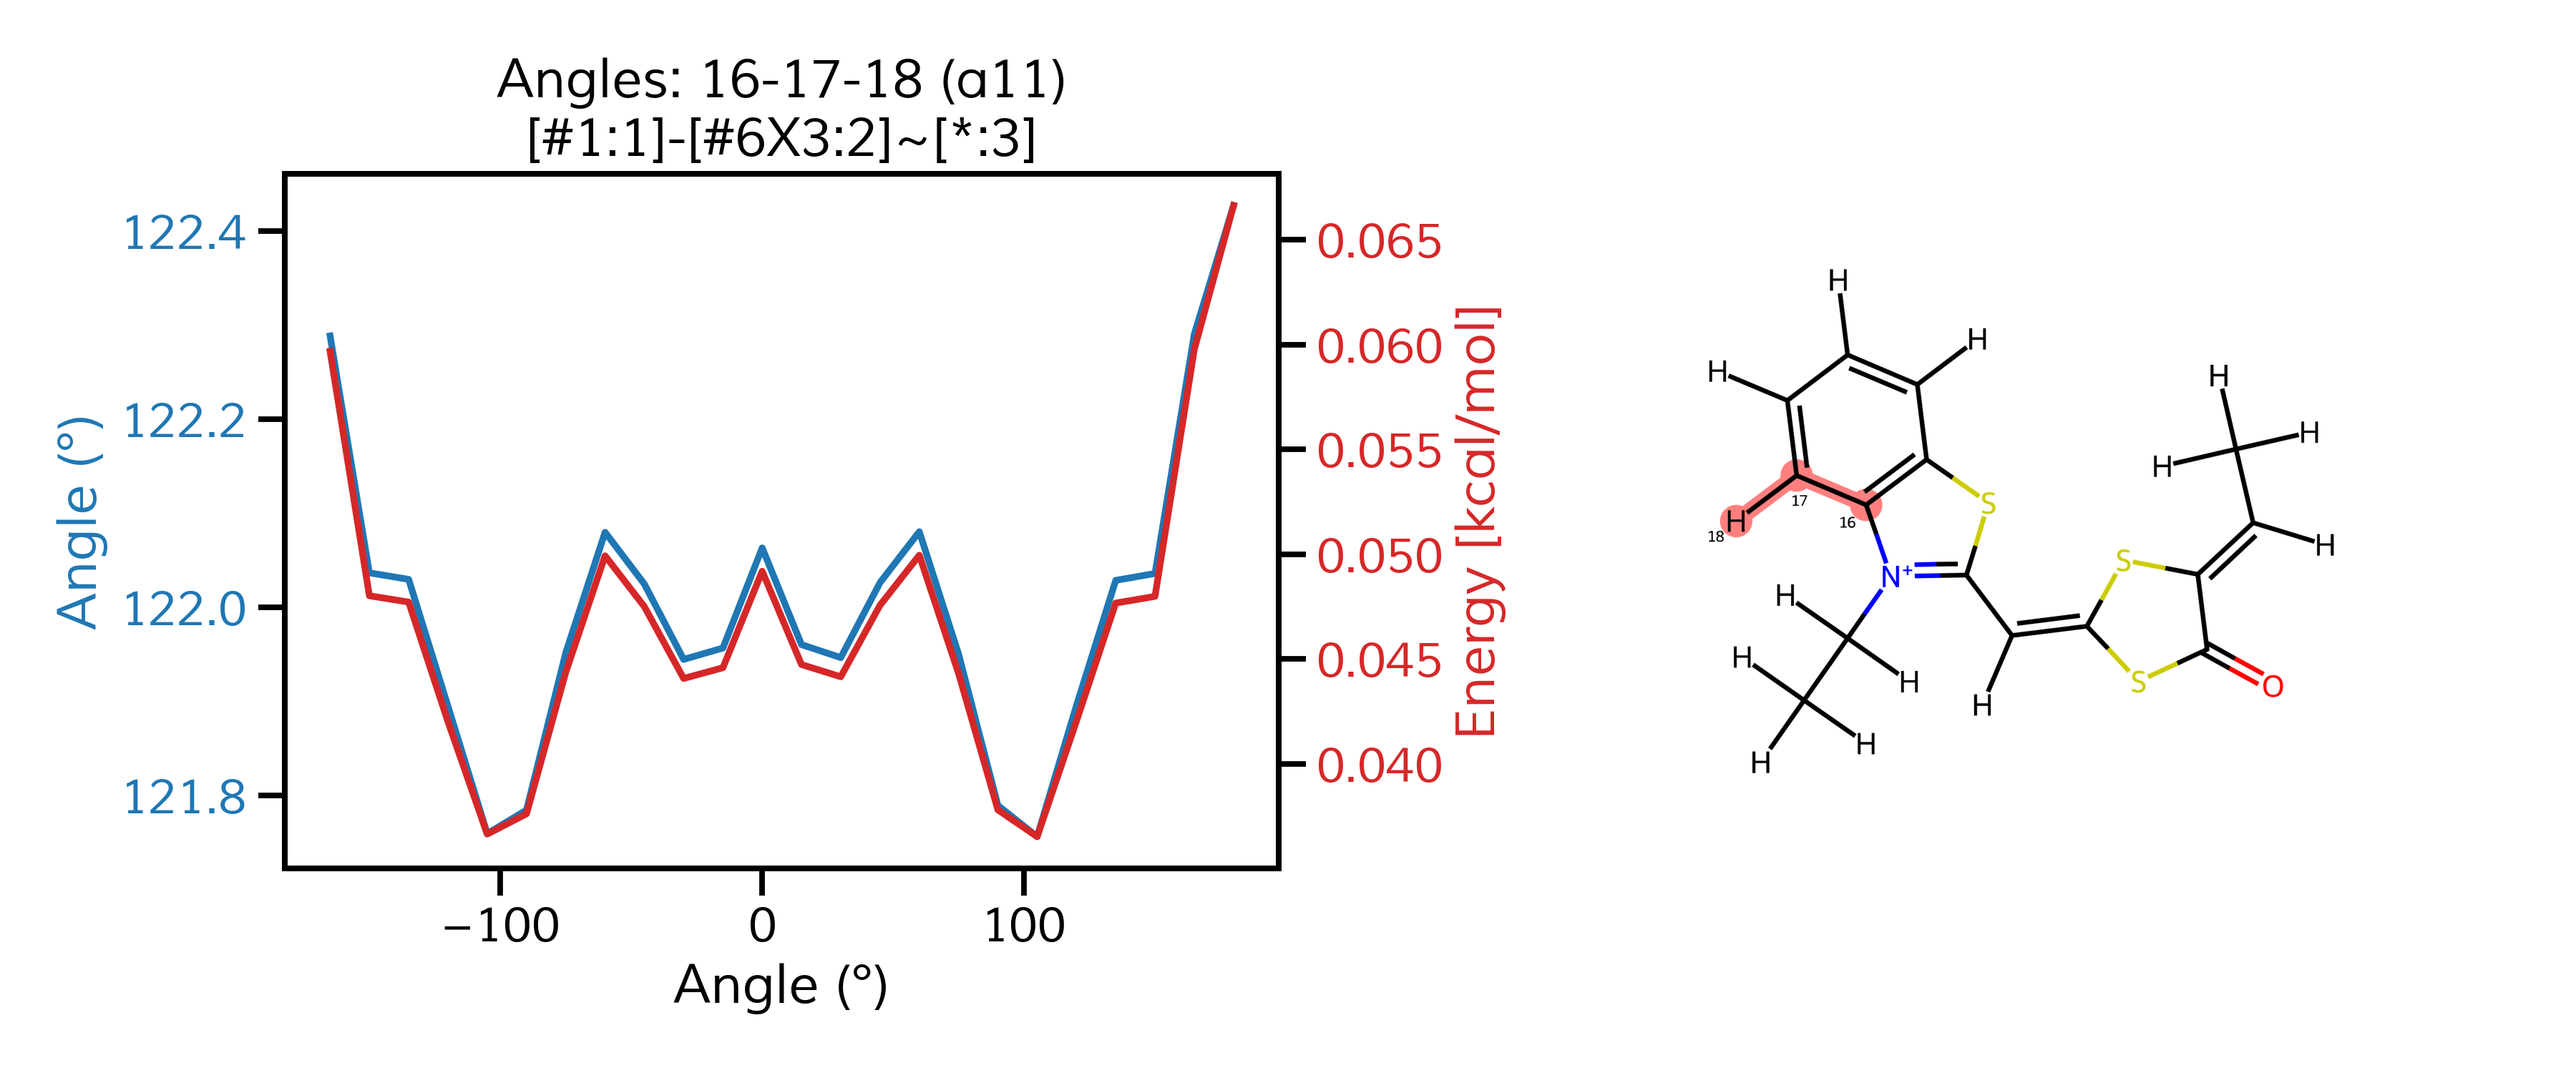 Angles: 16-17-18 (a11)
[#1:1]-[#6X3:2]~[*:3]
Angle (°)
122.4
122.2
122.0
121.8
0.065
0.060
0.055
0.050
0.045
0.040
Energy [kcal/mol]
−100
0
100
Angle (°)
H
H
H
H
H
H
S
17
16
H
18
H
S
N+
H
H
H
S
O
H
H
H